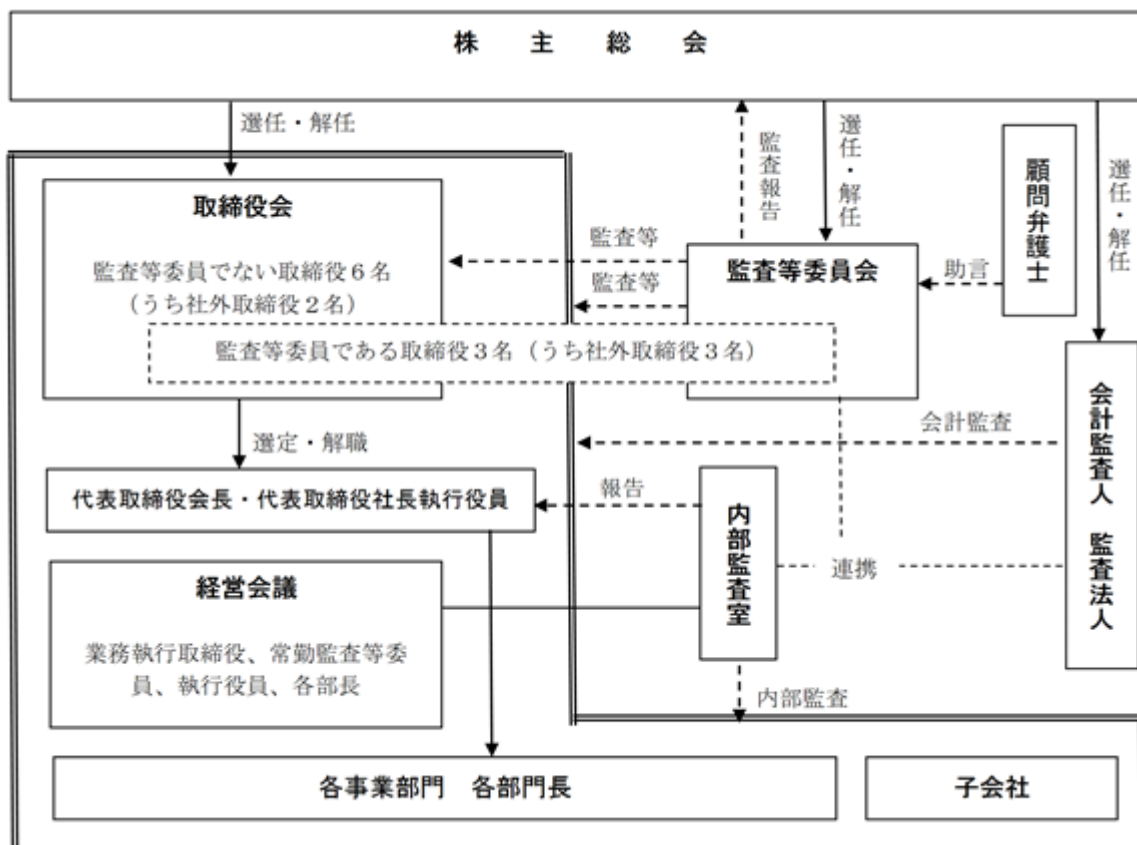 株　主　総　会
選任・解任
監査報告
選任・解任
選任・解任
顧問弁護士
取締役会
監査等委員でない取締役６名
（うち社外取締役２名）
監査等
監査等
監査等委員会
助言
監査等委員である取締役３名（うち社外取締役３名）
会計監査人　監査法人
選定・解職
会計監査
代表取締役会長・代表取締役社長執行役員
報告
内部監査室
連携
経営会議
業務執行取締役、常勤監査等委
員、執行役員、各部長
内部監査
各事業部門　各部門長
子会社